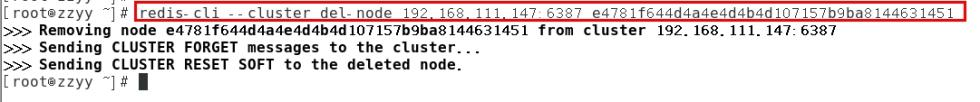 [root@zzyy ~]# redis-cli --cluster del-node 192.168.111.147:6387 e4781f644d4a4e4d4b4d107157b9ba8144631451
>>> Removing node e4781f644d4a4e4d4b4d107157b9ba8144631451 from cluster 192.168.111.147:6387
>>> Sending CLUSTER FORGET messages to the cluster...
>>> Sending CLUSTER RESET SOFT to the deleted node.
[root@zzyy ~]#